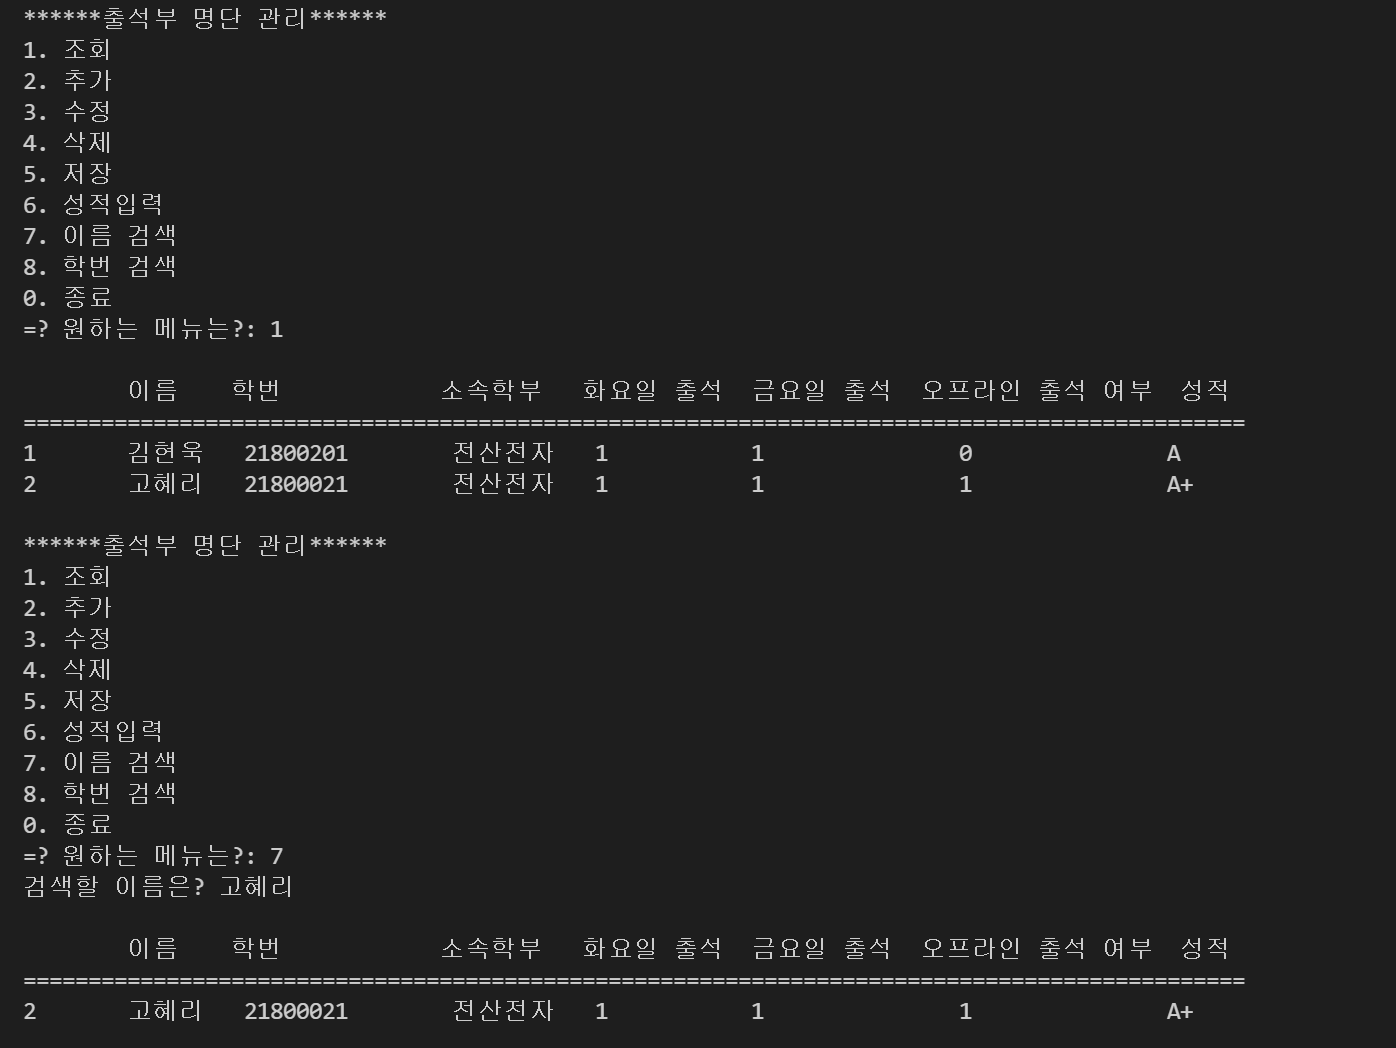 ******출석부 명단 관리******
1. 조회
2. 추가
3. 수정
4. 삭제
5. 저장
6. 성적입력
7. 이름 검색
8. 학번 검색
0. 종료
=? 원하는 메뉴는?: 1
이름 학번 소속학부 화요일 출석 금요일 출석 오프라인 출석 여부 성적
==============================================================================================
1 김현욱 21800201 전산전자 1 1 0 A
2 고혜리 21800021 전산전자 1 1 1 A+
******출석부 명단 관리******
1. 조회
2. 추가
3. 수정
4. 삭제
5. 저장
6. 성적입력
7. 이름 검색
8. 학번 검색
0. 종료
=? 원하는 메뉴는?: 7
검색할 이름은? 고혜리
이름 학번 소속학부 화요일 출석 금요일 출석 오프라인 출석 여부 성적
==============================================================================================
2 고혜리 21800021 전산전자 1 1 1 A+